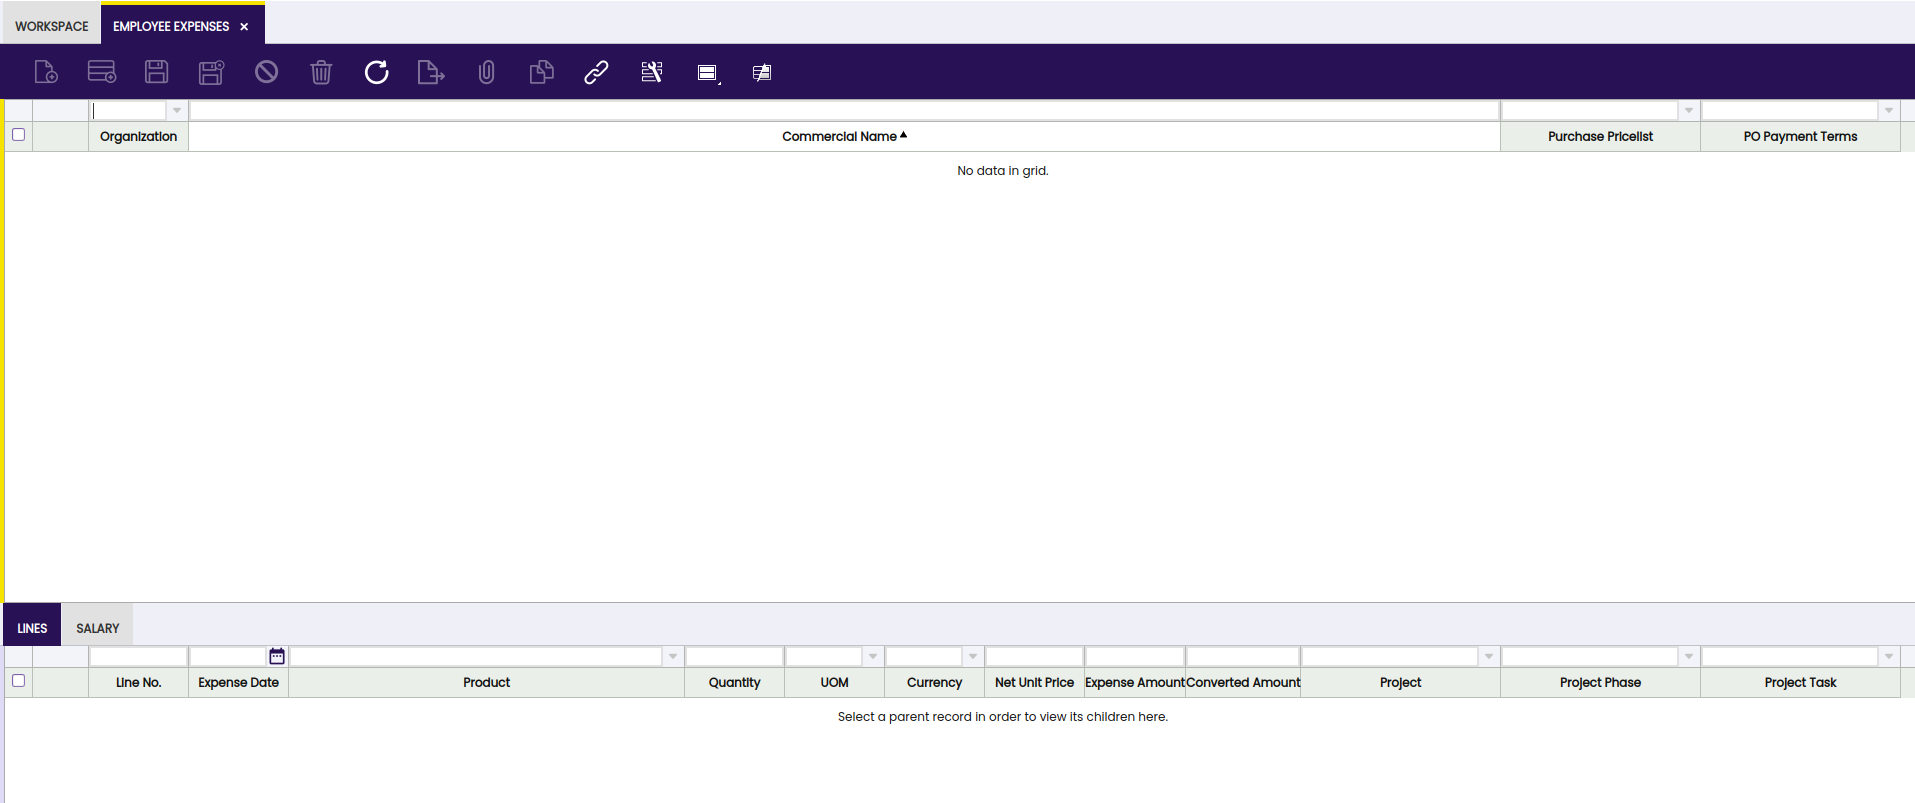 WORKSPACE EMPLOYEE EXPENSES ×
Organization Commercial Name Purchase Pricelist PO Payment Terms
No data in grid.
LINES SALARY
Line No. Expense Date Product Quantity UOM Currency Net Unit Price Expense Amount Converted Amount Project Project Phase Project Task
Select a parent record in order to view its children here.